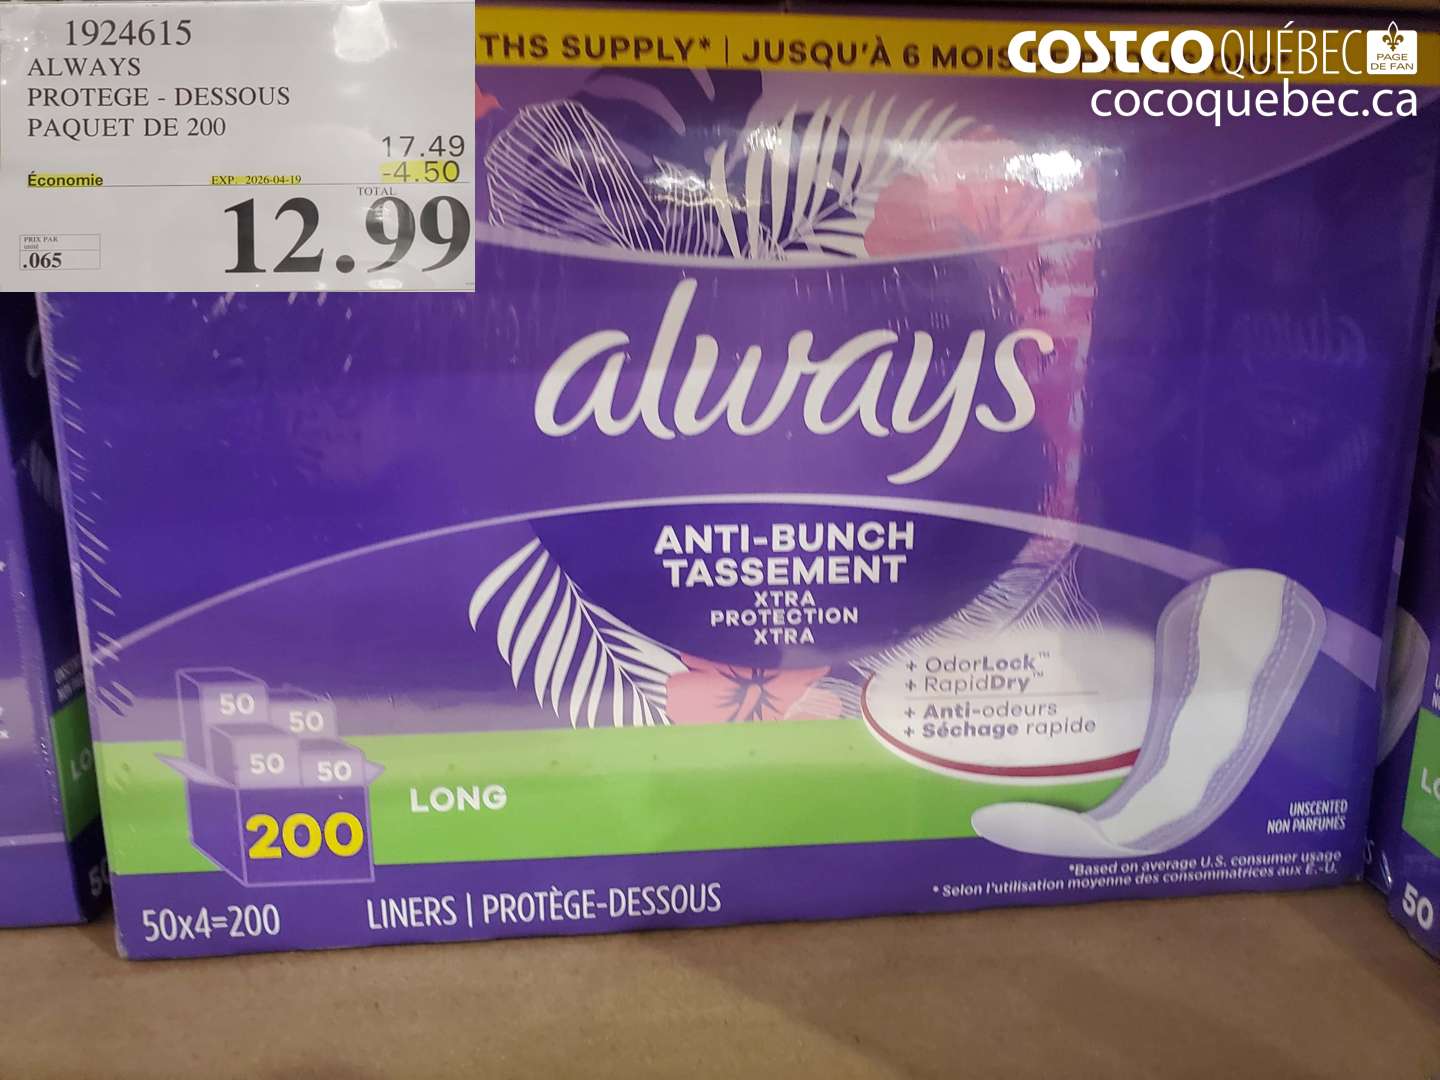 1924615
ALWAYS
PROTEGE - DESSOUS
PAQUET DE 200
17.49
-4.50
Économie
EXP. 2026-04-19
TOTAL
12.99
PRIX PAR
unité
.065
THS SUPPLY* | JUSQU'À 6 MOIS
COSTCO QUÉBEC
PAGE
DE FAN
cocoquebec.ca
always
ANTI-BUNCH
TASSEMENT
XTRA
PROTECTION
XTRA
+ OdorLock™
+ RapidDry™
+ Anti-odeurs
+ Séchage rapide
50
50
50
50
200
LONG
UNSCENTED
NON PARFUMÉS
*Based on average U.S. consumer usage
* Selon l'utilisation moyenne des consommatrices aux É.-U.
50x4=200
LINERS | PROTÈGE-DESSOUS
LO
50
50